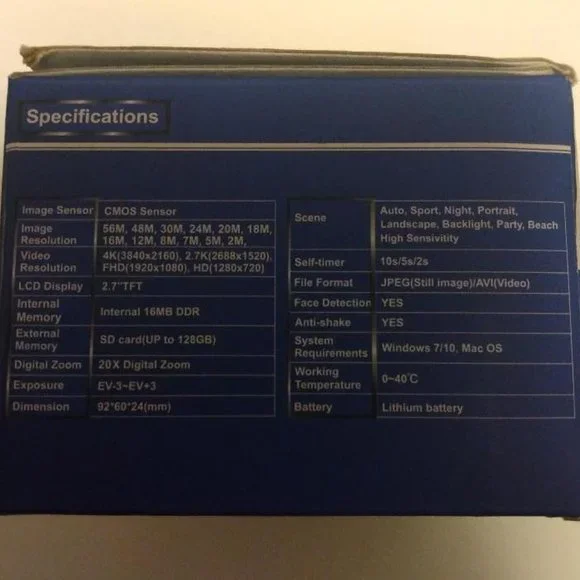 Specifications
Image Sensor CMOS Sensor
Image Resolution 56M, 48M, 30M, 24M, 20M, 18M,
16M, 12M, 8M, 7M, 5M, 2M,
Video Resolution 4K(3840x2160), 2.7K(2688x1520),
FHD(1920x1080), HD(1280x720)
LCD Display 2.7"TFT
Internal Memory Internal 16MB DDR
External Memory SD card(UP to 128GB)
Digital Zoom 20X Digital Zoom
Exposure EV-3~EV+3
Dimension 92*60*24(mm)
Scene Auto, Sport, Night, Portrait,
Landscape, Backlight, Party, Beach
High Sensivitity
Self-timer 10s/5s/2s
File Format JPEG(Still image)/AVI(Video)
Face Detection YES
Anti-shake YES
System Requirements Windows 7/10, Mac OS
Working Temperature 0~40℃
Battery Lithium battery